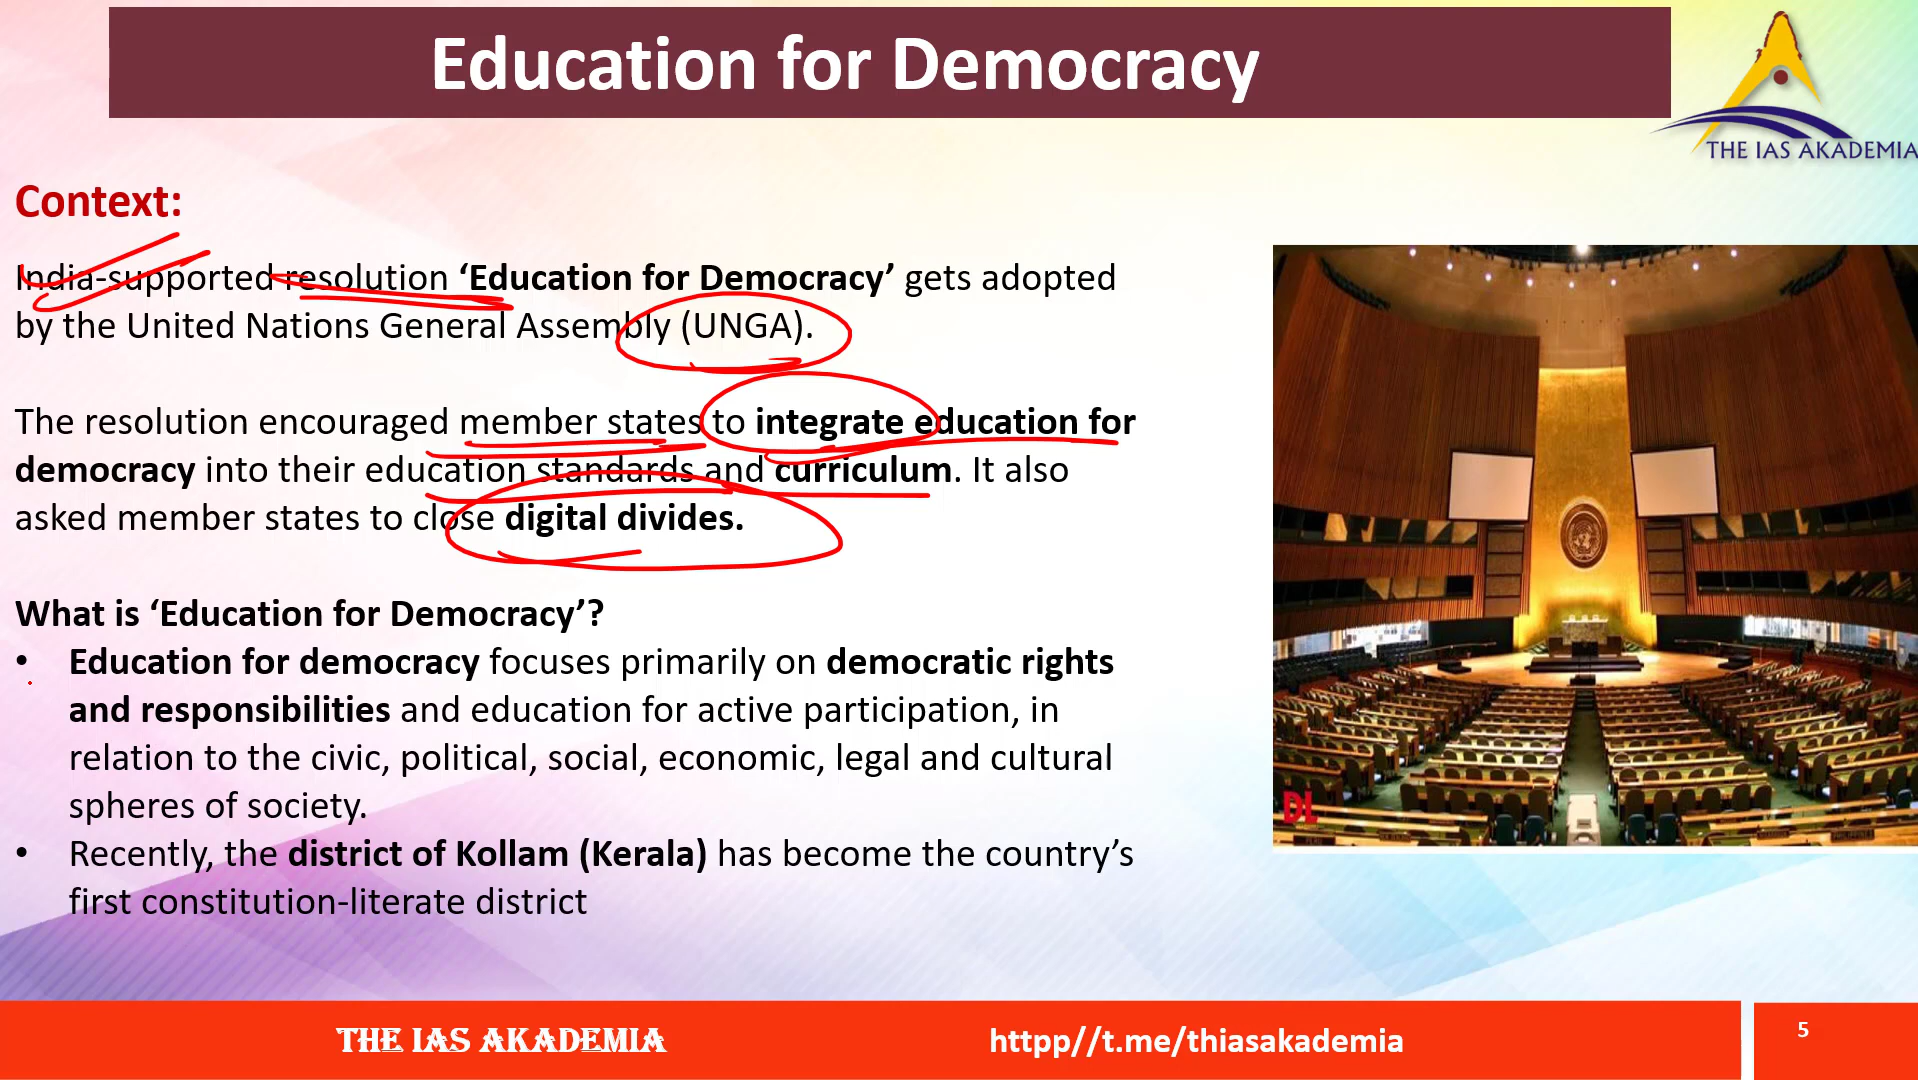 Education for Democracy
THE IAS AKADEMIA
Context:
India-supported resolution ‘Education for Democracy’ gets adopted
by the United Nations General Assembly (UNGA).
The resolution encouraged member states to integrate education for
democracy into their education standards and curriculum. It also
asked member states to close digital divides.
What is ‘Education for Democracy’?
• Education for democracy focuses primarily on democratic rights
and responsibilities and education for active participation, in
relation to the civic, political, social, economic, legal and cultural
spheres of society.
• Recently, the district of Kollam (Kerala) has become the country’s
first constitution-literate district
DL
THE IAS AKADEMIA
httpp//t.me/thiasakademia
5